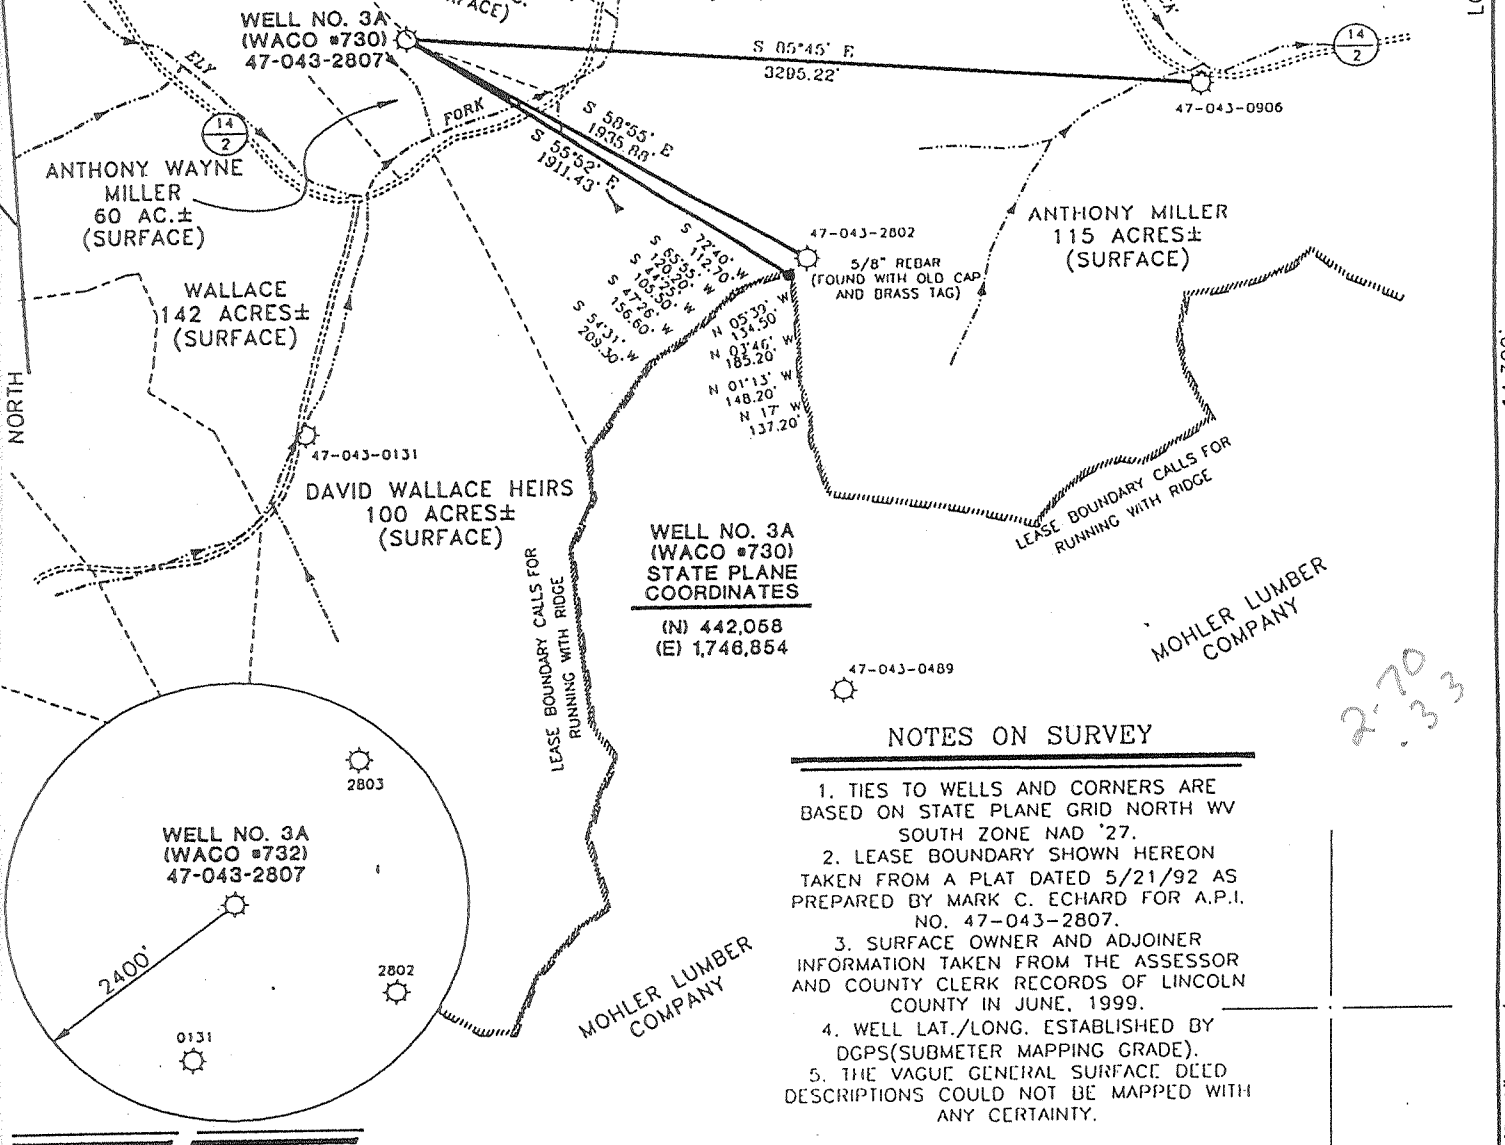 WELL NO. 3A
(WACO #730)
47-043-2807
ELY
FORK
14
2
S 85°45' E
3295.22'
14
2
47-043-0906
S 58°55' E
1935.88'
S 55°52' E
1911.43'
ANTHONY WAYNE
MILLER
60 AC.±
(SURFACE)
WALLACE
142 ACRES±
(SURFACE)
NORTH
47-043-2802
5/8" REBAR
(FOUND WITH OLD CAP
AND BRASS TAG)
ANTHONY MILLER
115 ACRES±
(SURFACE)
S 72°40' W
112.70'
S 65°55' W
120.20'
S 44°25' W
105.50'
S 47°26' W
156.60'
S 54°31' W
209.30'
N 05°39' W
134.50'
N 03°46' W
185.20'
N 01°13' W
148.20'
N 17° W
137.20'
47-043-0131
DAVID WALLACE HEIRS
100 ACRES±
(SURFACE)
LEASE BOUNDARY CALLS FOR
RUNNING WITH RIDGE
LEASE BOUNDARY CALLS FOR
RUNNING WITH RIDGE
WELL NO. 3A
(WACO #730)
STATE PLANE
COORDINATES
(N) 442,058
(E) 1,746,854
MOHLER LUMBER
COMPANY
47-043-0489
2.70
.33
2803
WELL NO. 3A
(WACO #732)
47-043-2807
2400'
2802
0131
MOHLER LUMBER
COMPANY
NOTES ON SURVEY
1. TIES TO WELLS AND CORNERS ARE
BASED ON STATE PLANE GRID NORTH WV
SOUTH ZONE NAD '27.
2. LEASE BOUNDARY SHOWN HEREON
TAKEN FROM A PLAT DATED 5/21/92 AS
PREPARED BY MARK C. ECHARD FOR A.P.I.
NO. 47-043-2807.
3. SURFACE OWNER AND ADJOINER
INFORMATION TAKEN FROM THE ASSESSOR
AND COUNTY CLERK RECORDS OF LINCOLN
COUNTY IN JUNE, 1999.
4. WELL LAT./LONG. ESTABLISHED BY
DGPS(SUBMETER MAPPING GRADE).
5. THE VAGUE GENERAL SURFACE DEED
DESCRIPTIONS COULD NOT BE MAPPED WITH
ANY CERTAINTY.